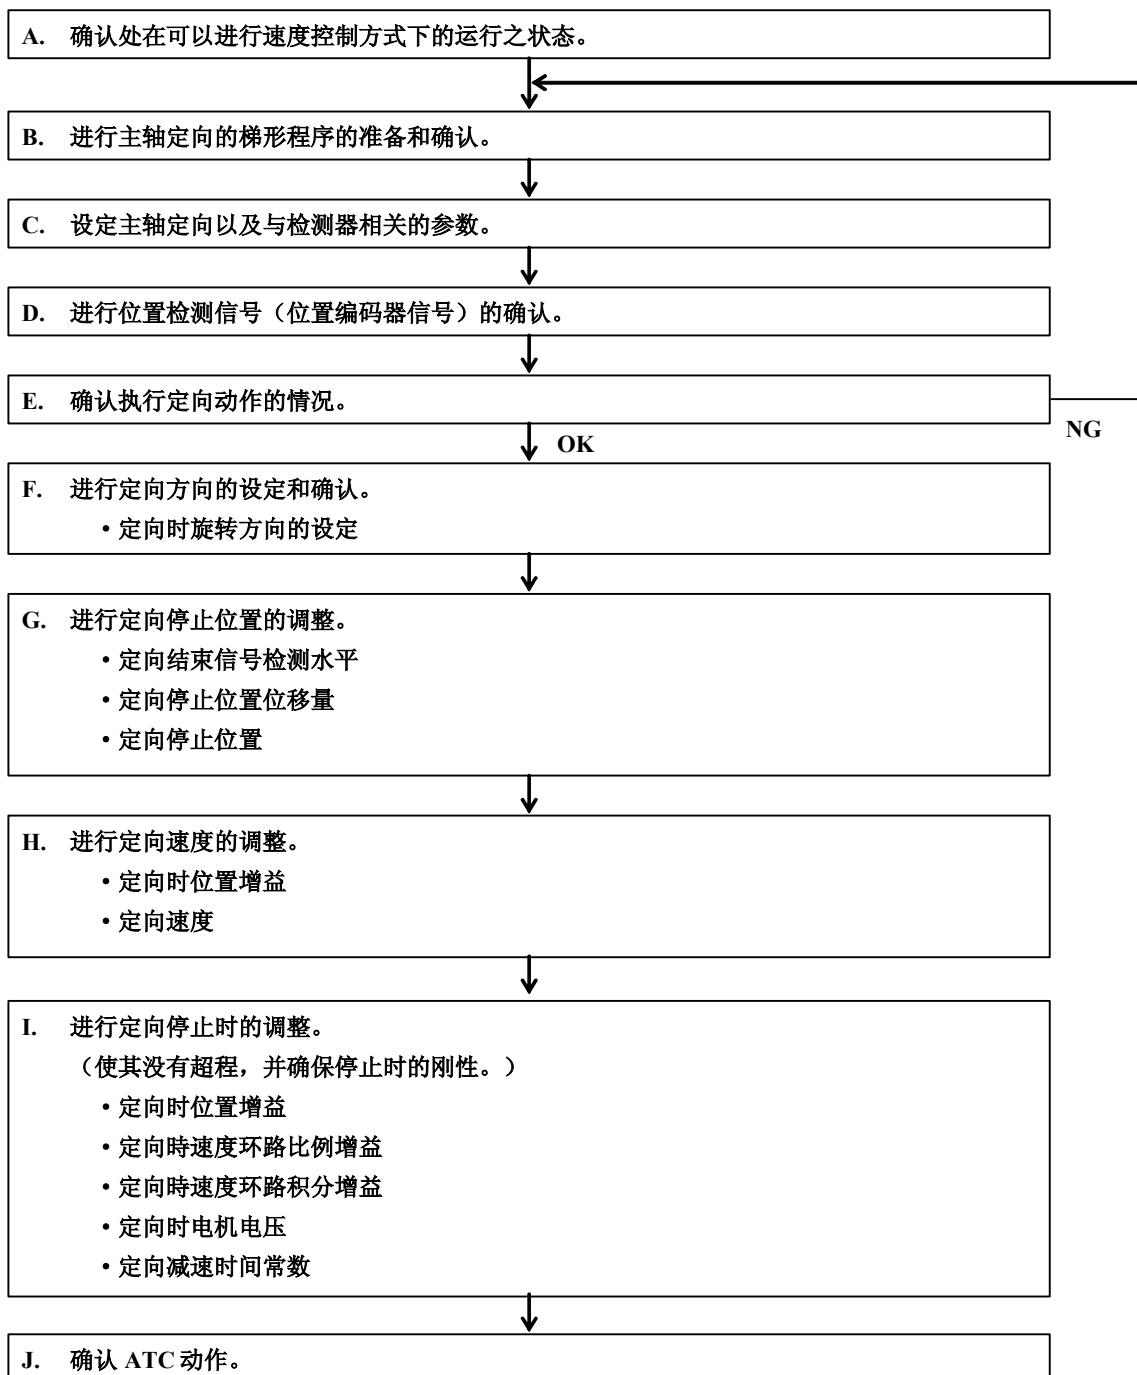 A. 确认处在可以进行速度控制方式下的运行之状态。
B. 进行主轴定向的梯形程序的准备和确认。
C. 设定主轴定向以及与检测器相关的参数。
D. 进行位置检测信号（位置编码器信号）的确认。
E. 确认执行定向动作的情况。
NG
OK
F. 进行定向方向的设定和确认。
・定向时旋转方向的设定
G. 进行定向停止位置的调整。
・定向结束信号检测水平
・定向停止位置位移量
・定向停止位置
H. 进行定向速度的调整。
・定向时位置增益
・定向速度
I. 进行定向停止时的调整。
（使其没有超程，并确保停止时的刚性。）
・定向时位置增益
・定向時速度环路比例增益
・定向時速度环路积分增益
・定向时电机电压
・定向减速时间常数
J. 确认 ATC 动作。